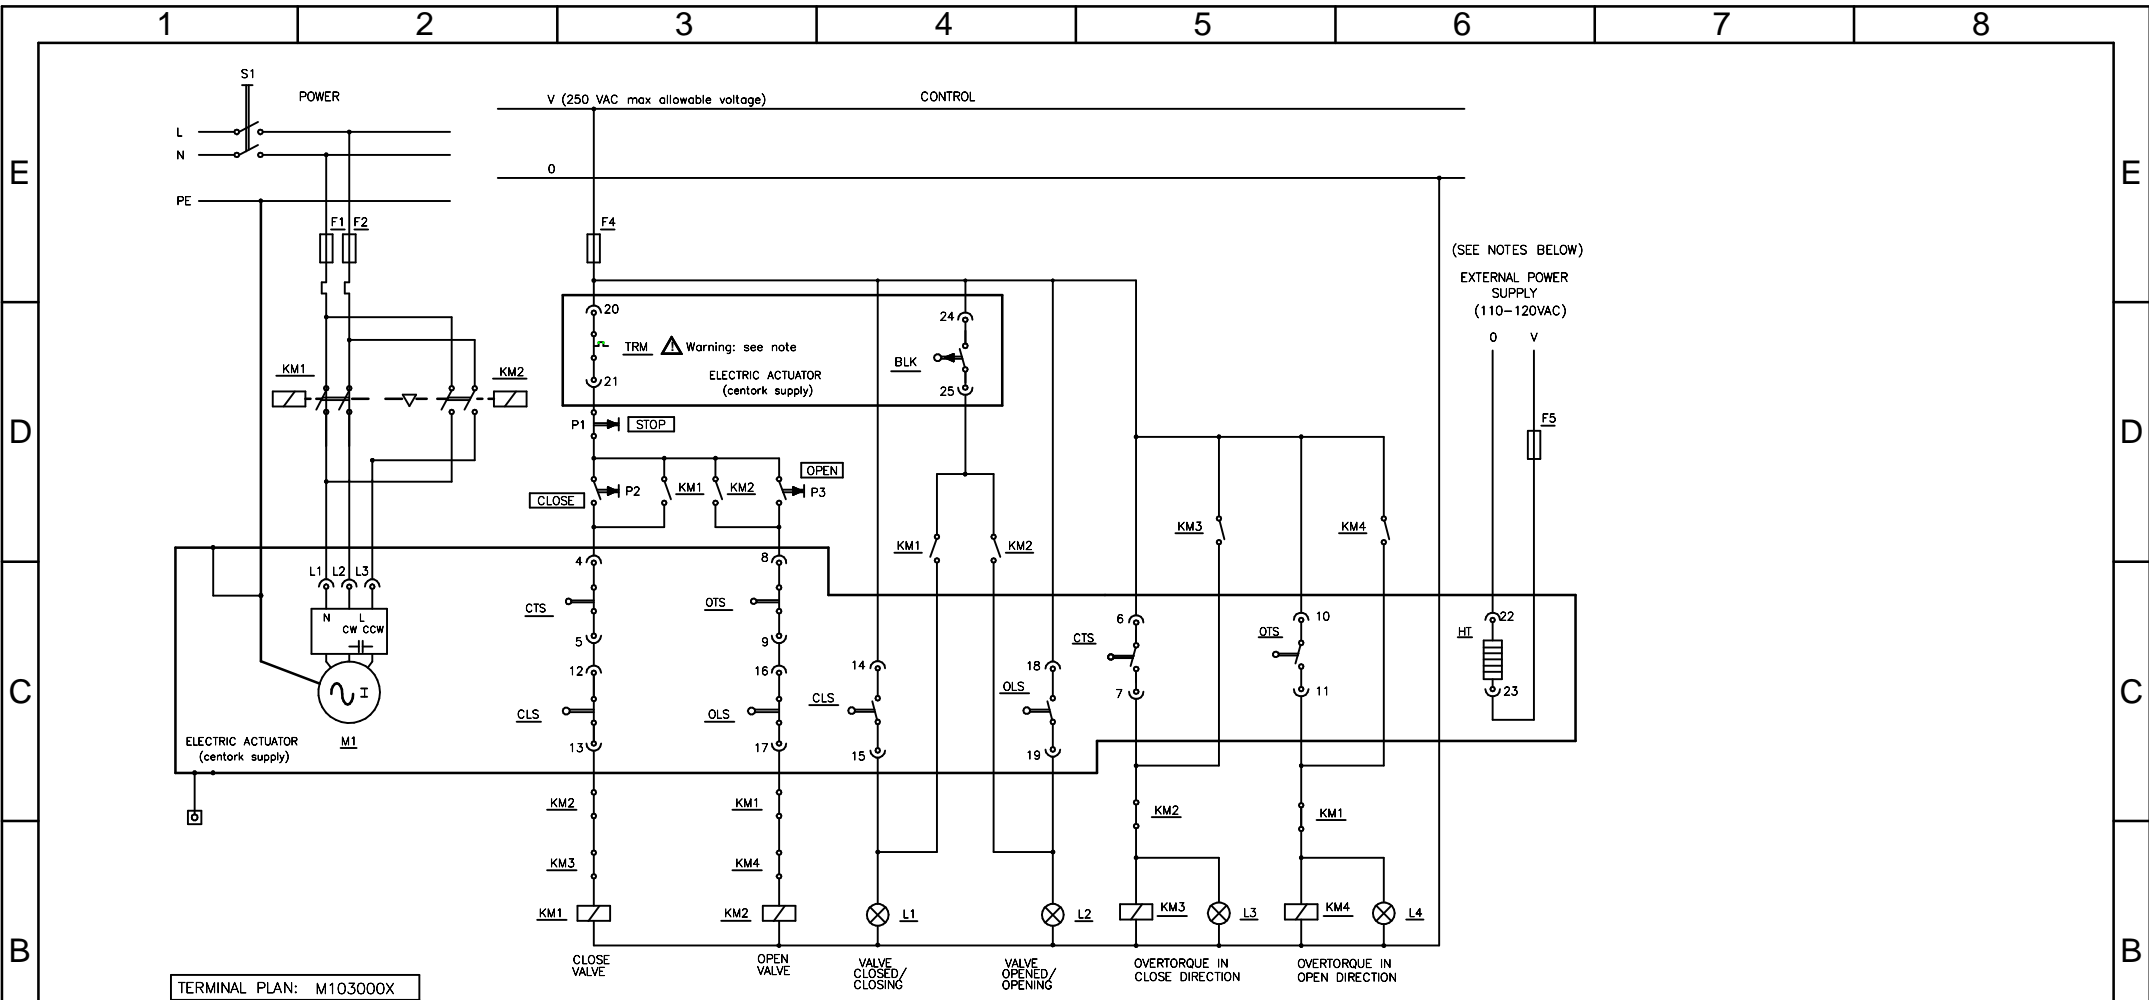 1 2 3 4 5 6 7 8
S1
POWER
V (250 VAC max allowable voltage)
CONTROL
L
N
E
0
E
PE
F1 F2
F4
(SEE NOTES BELOW)
EXTERNAL POWER
SUPPLY
(110-120VAC)
0 V
20
TRM
Warning: see note
24
BLK
21
ELECTRIC ACTUATOR
(centork supply)
25
KM1
KM2
D
P1
STOP
F5
D
OPEN
P2
KM1
KM2
P3
CLOSE
KM1
KM2
KM3
KM4
L1 L2 L3
4
8
N L
CW CCW
I
M1
CTS
OTS
5
9
12
16
CLS
OLS
13
17
14
CLS
15
18
OLS
19
6
CTS
7
10
OTS
11
HT
22
23
C
C
ELECTRIC ACTUATOR
(centork supply)
KM2
KM1
KM2
KM1
KM3
KM4
KM1
KM2
L1
L2
KM3
L3
KM4
L4
B
B
CLOSE
VALVE
OPEN
VALVE
VALVE
CLOSED/
CLOSING
VALVE
OPENED/
OPENING
OVERTORQUE IN
CLOSE DIRECTION
OVERTORQUE IN
OPEN DIRECTION
TERMINAL PLAN: M103000X